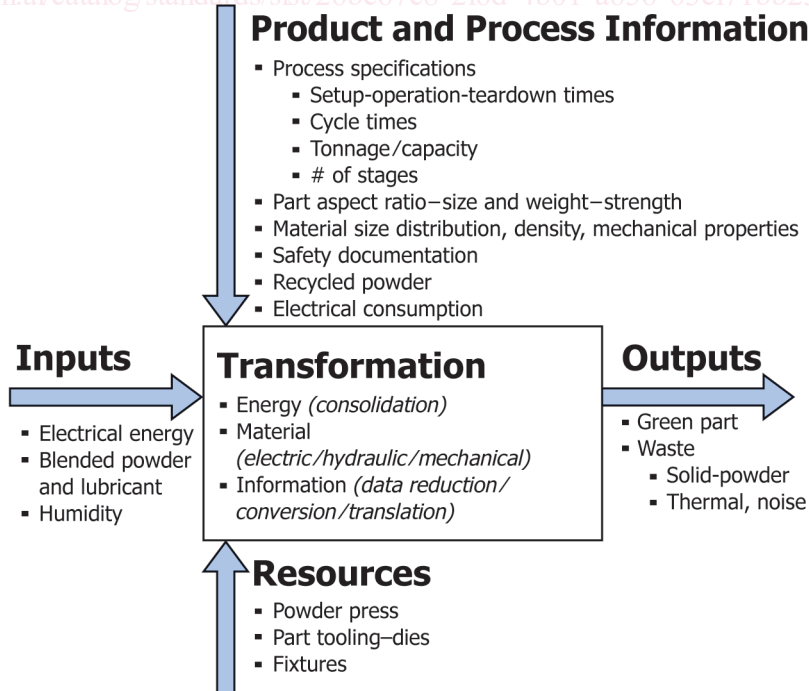 Product and Process Information
▪ Process specifications
▪ Setup-operation-teardown times
▪ Cycle times
▪ Tonnage/capacity
▪ # of stages
▪ Part aspect ratio–size and weight–strength
▪ Material size distribution, density, mechanical properties
▪ Safety documentation
▪ Recycled powder
▪ Electrical consumption
Inputs
▪ Electrical energy
▪ Blended powder
and lubricant
▪ Humidity
Transformation
▪ Energy (consolidation)
▪ Material
(electric/hydraulic/mechanical)
▪ Information (data reduction/
conversion/translation)
Outputs
▪ Green part
▪ Waste
▪ Solid-powder
▪ Thermal, noise
Resources
▪ Powder press
▪ Part tooling–dies
▪ Fixtures